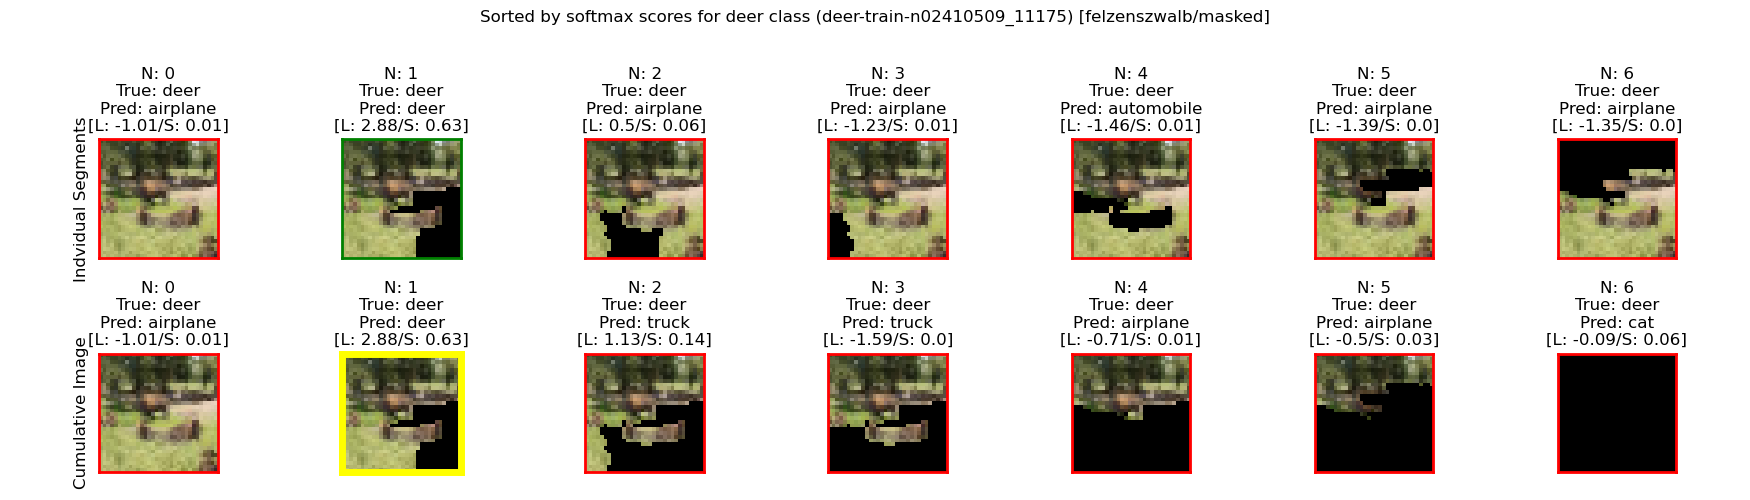 Sorted by softmax scores for deer class (deer-train-n02410509_11175) [felzenszwalb/masked]
Indvidual Segments
N: 0
True: deer
Pred: airplane
[L: -1.01/S: 0.01]
N: 1
True: deer
Pred: deer
[L: 2.88/S: 0.63]
N: 2
True: deer
Pred: airplane
[L: 0.5/S: 0.06]
N: 3
True: deer
Pred: airplane
[L: -1.23/S: 0.01]
N: 4
True: deer
Pred: automobile
[L: -1.46/S: 0.01]
N: 5
True: deer
Pred: airplane
[L: -1.39/S: 0.0]
N: 6
True: deer
Pred: airplane
[L: -1.35/S: 0.0]
Cumulative Image
N: 0
True: deer
Pred: airplane
[L: -1.01/S: 0.01]
N: 1
True: deer
Pred: deer
[L: 2.88/S: 0.63]
N: 2
True: deer
Pred: truck
[L: 1.13/S: 0.14]
N: 3
True: deer
Pred: truck
[L: -1.59/S: 0.0]
N: 4
True: deer
Pred: airplane
[L: -0.71/S: 0.01]
N: 5
True: deer
Pred: airplane
[L: -0.5/S: 0.03]
N: 6
True: deer
Pred: cat
[L: -0.09/S: 0.06]